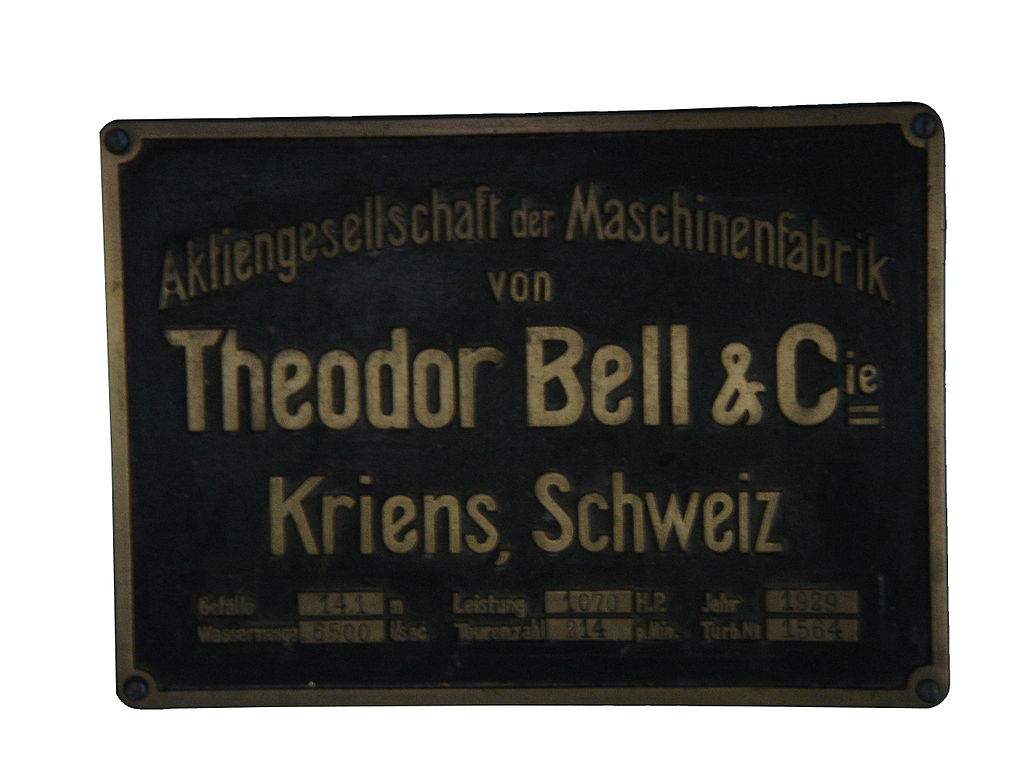 Aktiengesellschaft der Maschinenfabrik
von
Theodor Bell & Cie
Kriens, Schweiz
Gefälle 14.1 m Leistung 1070 H.P. Jahr 1929
Wassermenge 6500 l/sec Tourenzahl 214 p.Min. Turb.No 1564